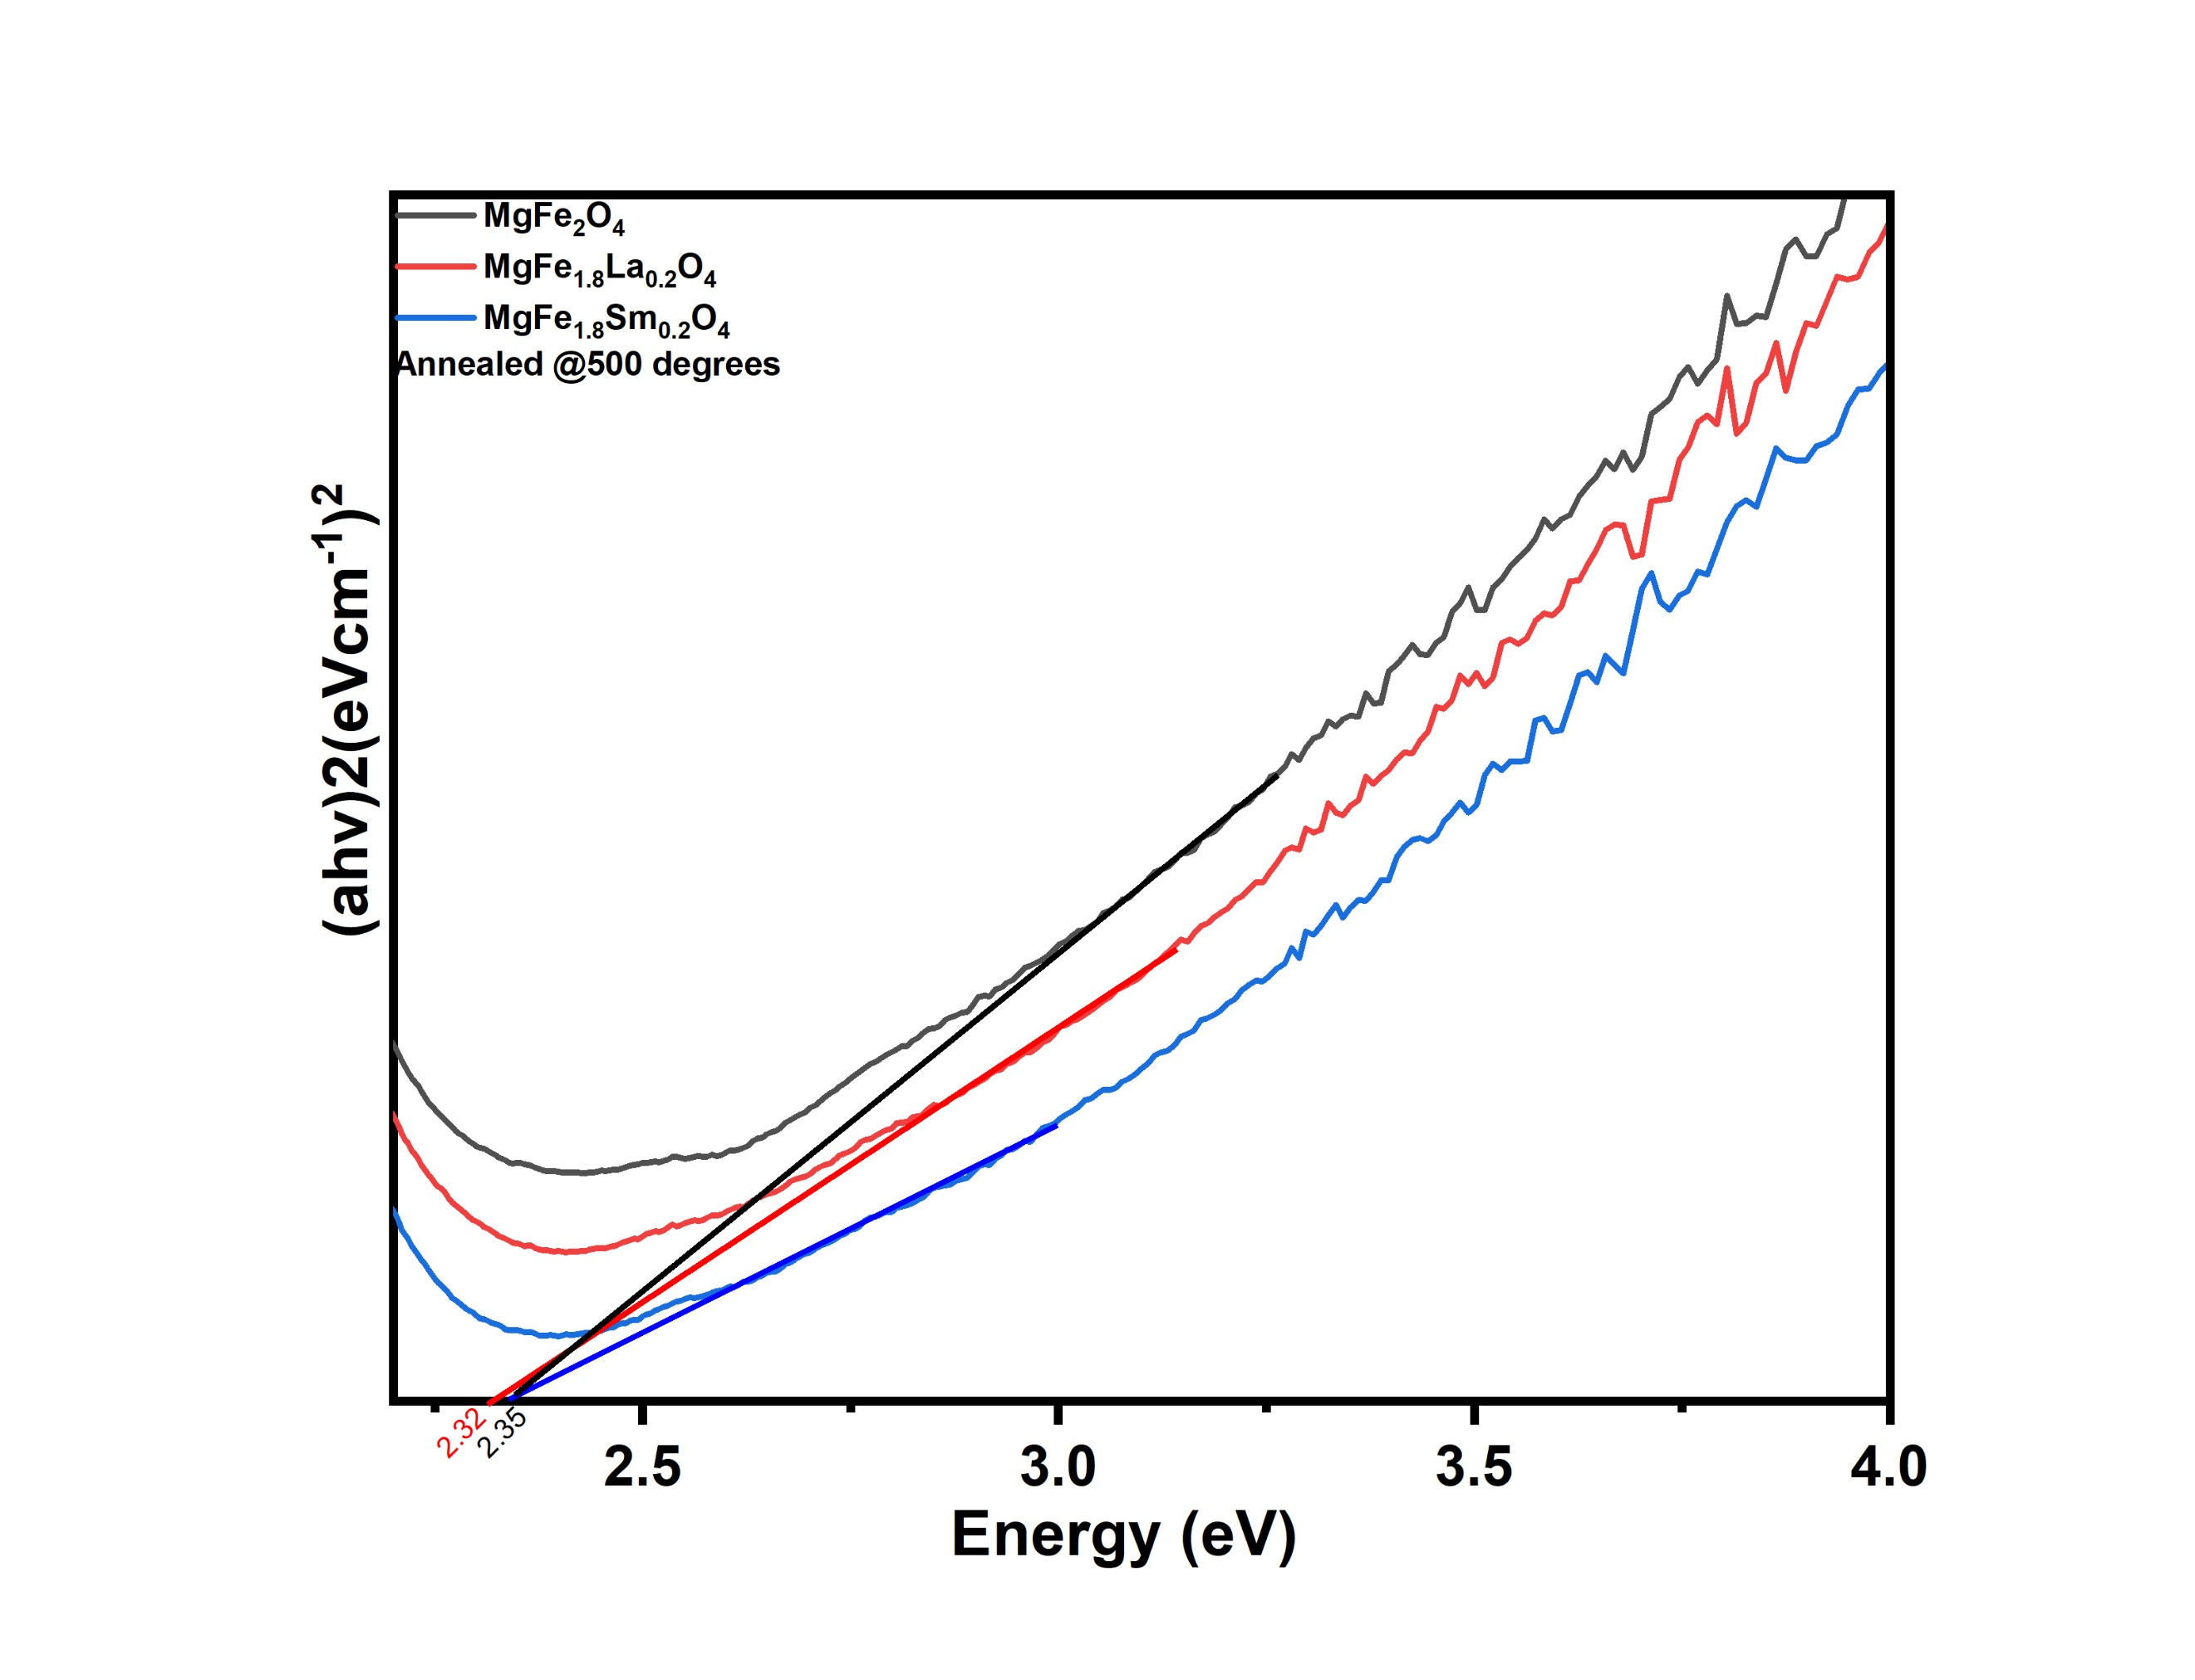 MgFe₂O₄
MgFe₁.₈La₀.₂O₄
MgFe₁.₈Sm₀.₂O₄
Annealed @500 degrees
(ahv)2(eVcm⁻¹)²
2.32
2.35
2.5
3.0
3.5
4.0
Energy (eV)